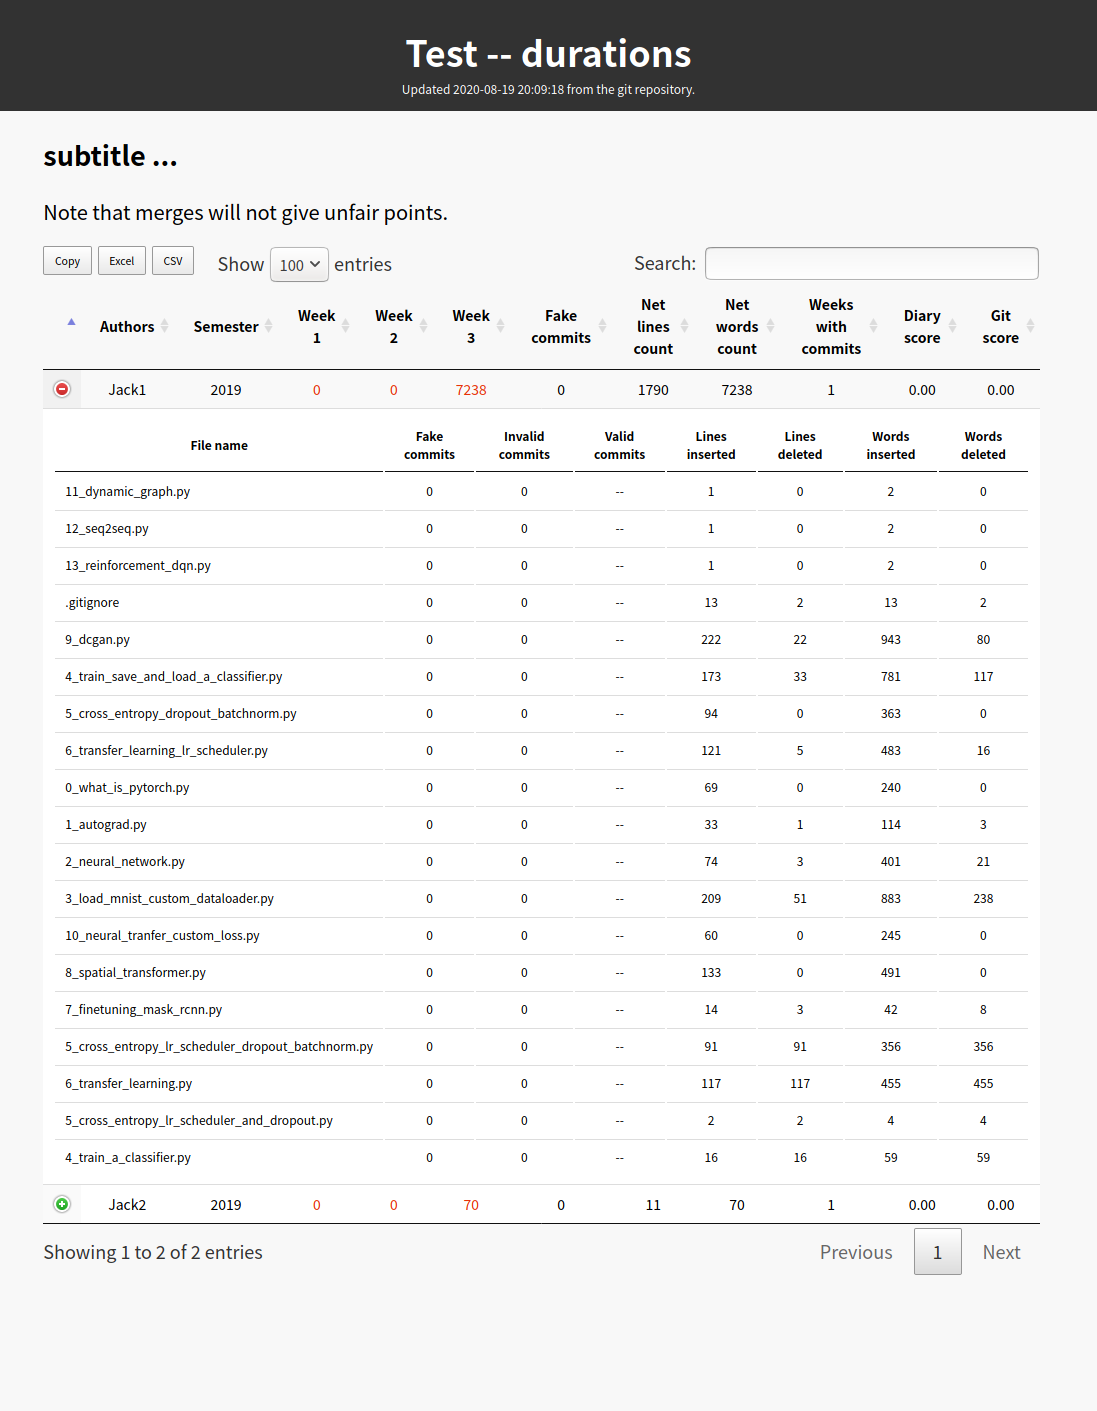 Test -- durations
Updated 2020-08-19 20:09:18 from the git repository.
subtitle ...
Note that merges will not give unfair points.
Copy Excel CSV Show 100 entries Search:
Authors Semester Week 1 Week 2 Week 3 Fake commits Net lines count Net words count Weeks with commits Diary score Git score
Jack1 2019 0 0 7238 0 1790 7238 1 0.00 0.00
File name Fake commits Invalid commits Valid commits Lines inserted Lines deleted Words inserted Words deleted
11_dynamic_graph.py 0 0 -- 1 0 2 0
12_seq2seq.py 0 0 -- 1 0 2 0
13_reinforcement_dqn.py 0 0 -- 1 0 2 0
.gitignore 0 0 -- 13 2 13 2
9_dcgan.py 0 0 -- 222 22 943 80
4_train_save_and_load_a_classifier.py 0 0 -- 173 33 781 117
5_cross_entropy_dropout_batchnorm.py 0 0 -- 94 0 363 0
6_transfer_learning_lr_scheduler.py 0 0 -- 121 5 483 16
0_what_is_pytorch.py 0 0 -- 69 0 240 0
1_autograd.py 0 0 -- 33 1 114 3
2_neural_network.py 0 0 -- 74 3 401 21
3_load_mnist_custom_dataloader.py 0 0 -- 209 51 883 238
10_neural_tranfer_custom_loss.py 0 0 -- 60 0 245 0
8_spatial_transformer.py 0 0 -- 133 0 491 0
7_finetuning_mask_rcnn.py 0 0 -- 14 3 42 8
5_cross_entropy_lr_scheduler_dropout_batchnorm.py 0 0 -- 91 91 356 356
6_transfer_learning.py 0 0 -- 117 117 455 455
5_cross_entropy_lr_scheduler_and_dropout.py 0 0 -- 2 2 4 4
4_train_a_classifier.py 0 0 -- 16 16 59 59
Jack2 2019 0 0 70 0 11 70 1 0.00 0.00
Showing 1 to 2 of 2 entries Previous 1 Next